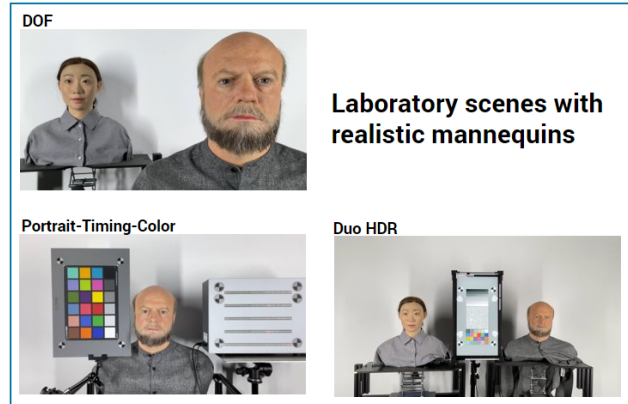 DOF
Laboratory scenes with
realistic mannequins
Portrait-Timing-Color
Duo HDR